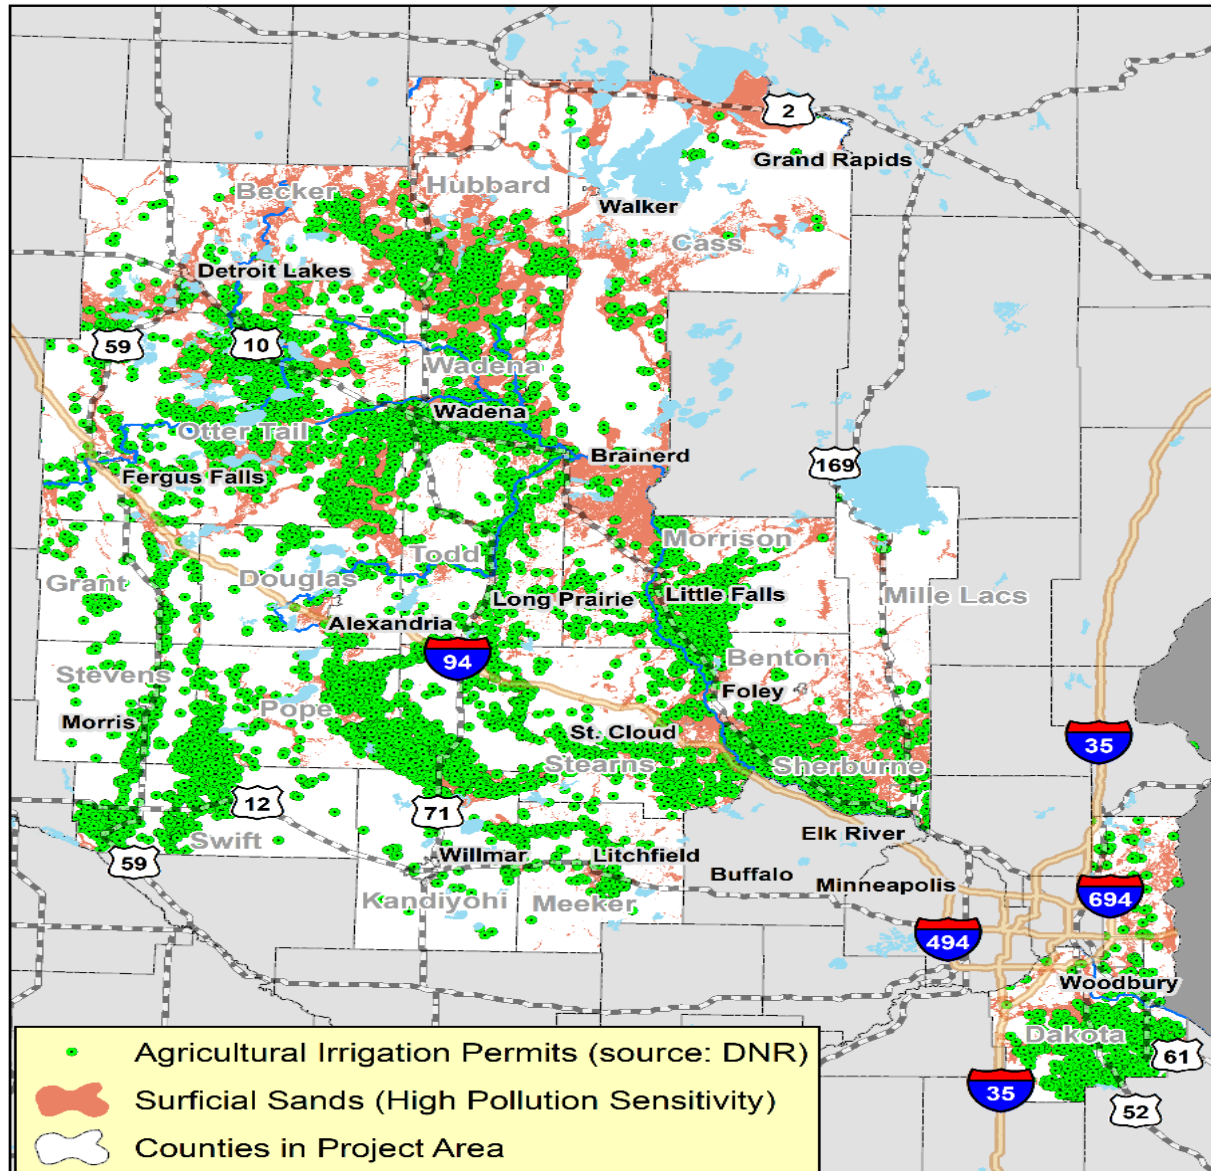 2
Grand Rapids
Becker
Hubbard
Walker
Cass
Detroit Lakes
59
10
Wadena
Wadena
Otter Tail
Brainerd
169
Fergus Falls
Morrison
Todd
Grant
Douglas
Mille Lacs
Long Prairie
Little Falls
Alexandria
94
Benton
Stevens
Foley
Pope
Morris
St. Cloud
35
Stearns
Sherburne
12
71
Elk River
Swift
59
Willmar
Litchfield
Buffalo
Minneapolis
Kandiyohi
Meeker
694
494
Woodbury
Dakota
61
35
52
Agricultural Irrigation Permits (source: DNR)
Surficial Sands (High Pollution Sensitivity)
Counties in Project Area